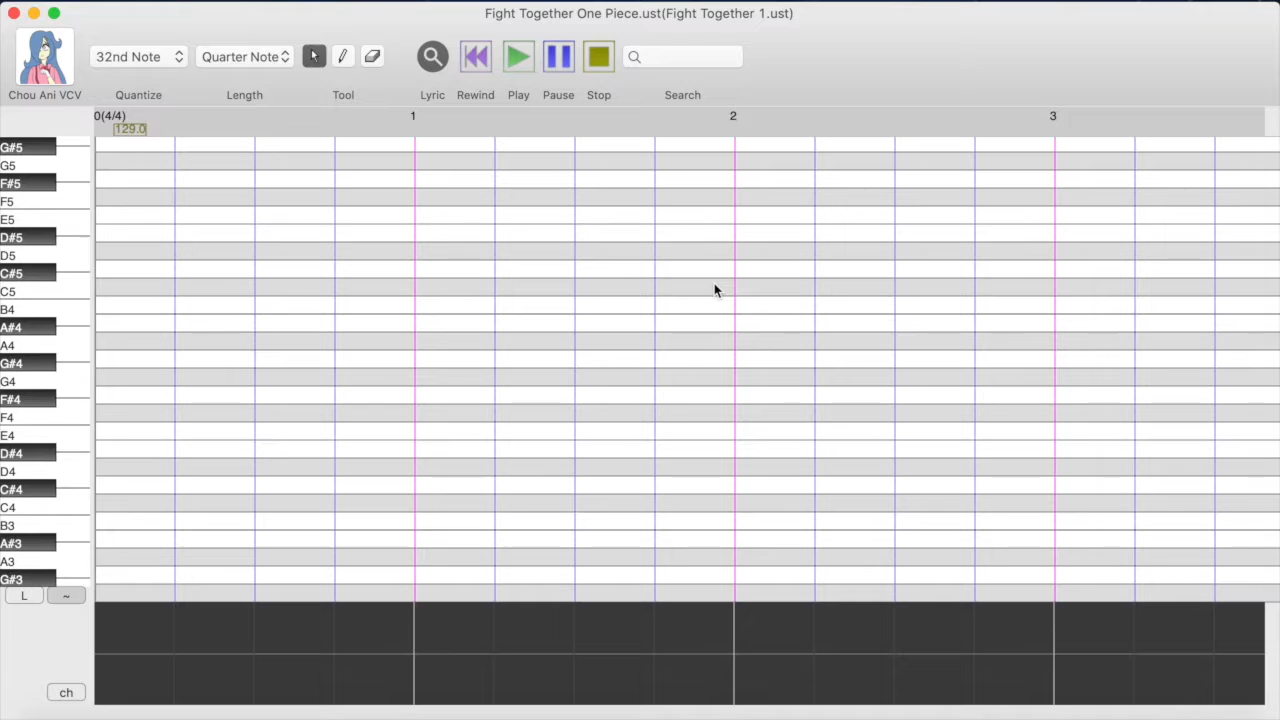 Fight Together One Piece.ust(Fight Together 1.ust)
32nd Note
Quarter Note
Chou Ani VCV
Quantize
Length
Tool
Lyric
Rewind
Play
Pause
Stop
Search
0(4/4)
1
2
3
129.0
G#5
G5
F#5
F5
E5
D#5
D5
C#5
C5
B4
A#4
A4
G#4
G4
F#4
F4
E4
D#4
D4
C#4
C4
B3
A#3
A3
G#3
L
~
ch